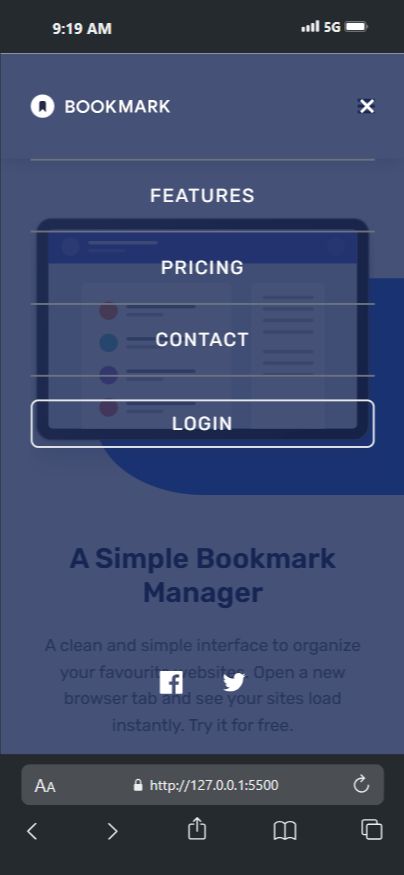 9:19 AM
5G
BOOKMARK
FEATURES
PRICING
CONTACT
LOGIN
A Simple Bookmark
Manager
A clean and simple interface to organize
your favourite websites. Open a new
browser tab and see your sites load
instantly. Try it for free.
AA
http://127.0.0.1:5500